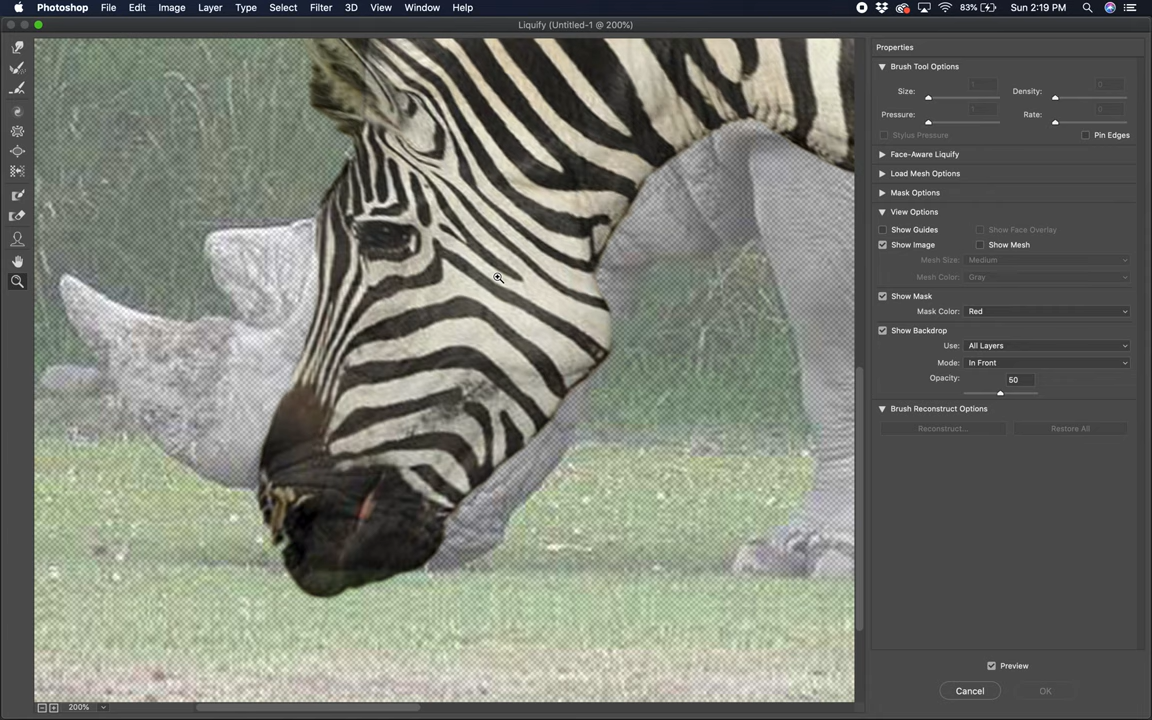 Photoshop File Edit Image Layer Type Select Filter 3D View Window Help 83% Sun 2:19 PM
Liquify (Untitled-1 @ 200%)
Properties
Brush Tool Options
Size: 1 Density: 0
Pressure: 1 Rate: 0
Stylus Pressure Pin Edges
Face-Aware Liquify
Load Mesh Options
Mask Options
View Options
Show Guides Show Face Overlay
Show Image Show Mesh
Mesh Size: Medium
Mesh Color: Gray
Show Mask
Mask Color: Red
Show Backdrop
Use: All Layers
Mode: In Front
Opacity: 50
Brush Reconstruct Options
Reconstruct... Restore All
Preview
Cancel OK
200%